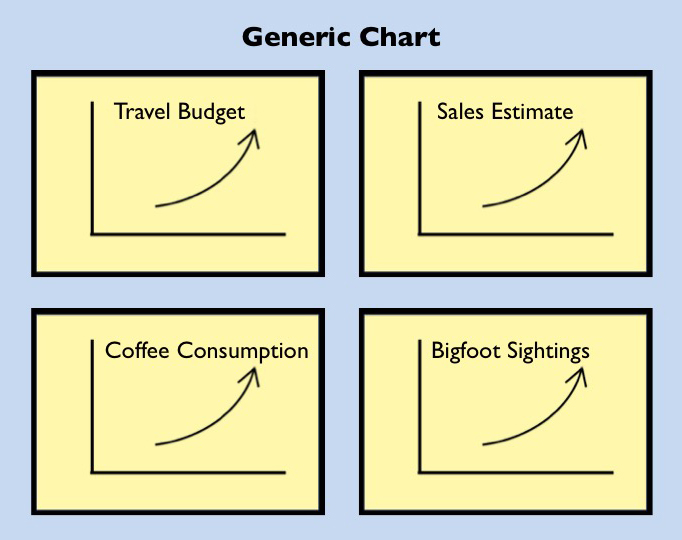 Generic Chart
Travel Budget
Sales Estimate
Coffee Consumption
Bigfoot Sightings